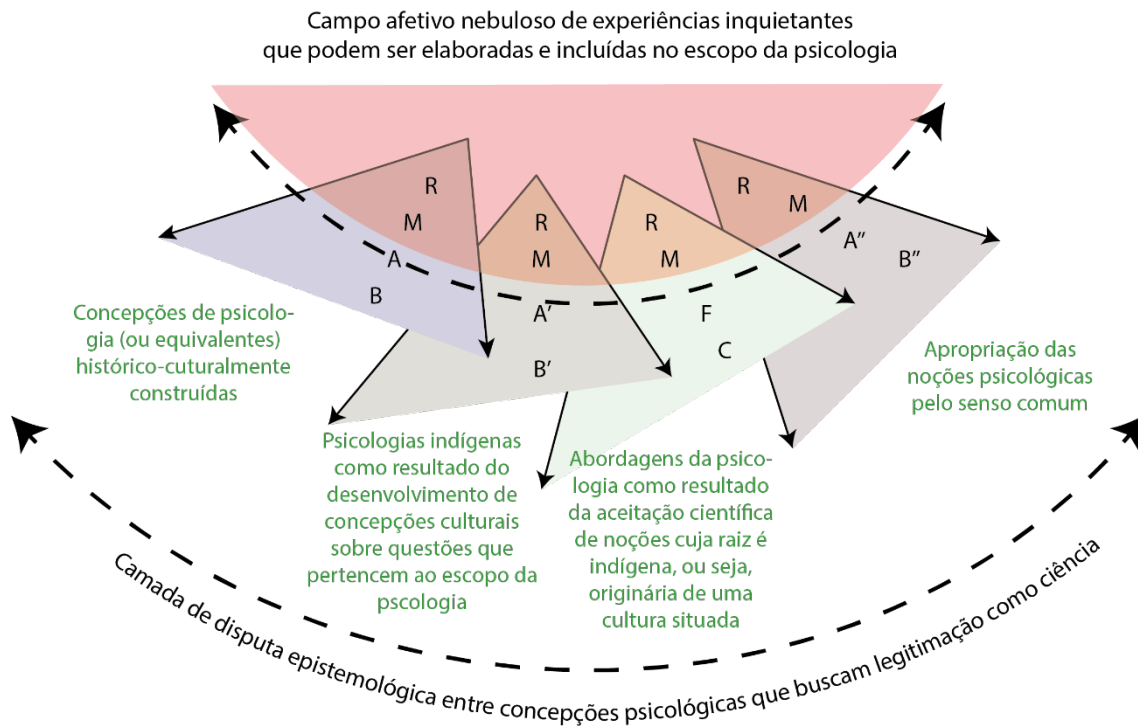 Campo afetivo nebuloso de experiências inquietantes
que podem ser elaboradas e incluídas no escopo da psicologia
R
M
A
B
R
M
A’
B’
R
M
F
C
R
M
A”
B”
Concepções de psicolo-
gia (ou equivalentes)
histórico-cuturalmente
construídas
Psicologias indígenas
como resultado do
desenvolvimento de
concepções culturais
sobre questões que
pertencem ao escopo da
pscologia
Abordagens da psico-
logia como resultado
da aceitação científica
de noções cuja raiz é
indígena, ou seja,
originária de uma
cultura situada
Apropriação das
noções psicológicas
pelo senso comum
Camada de disputa epistemológica entre concepções psicológicas que buscam legitimação como ciência